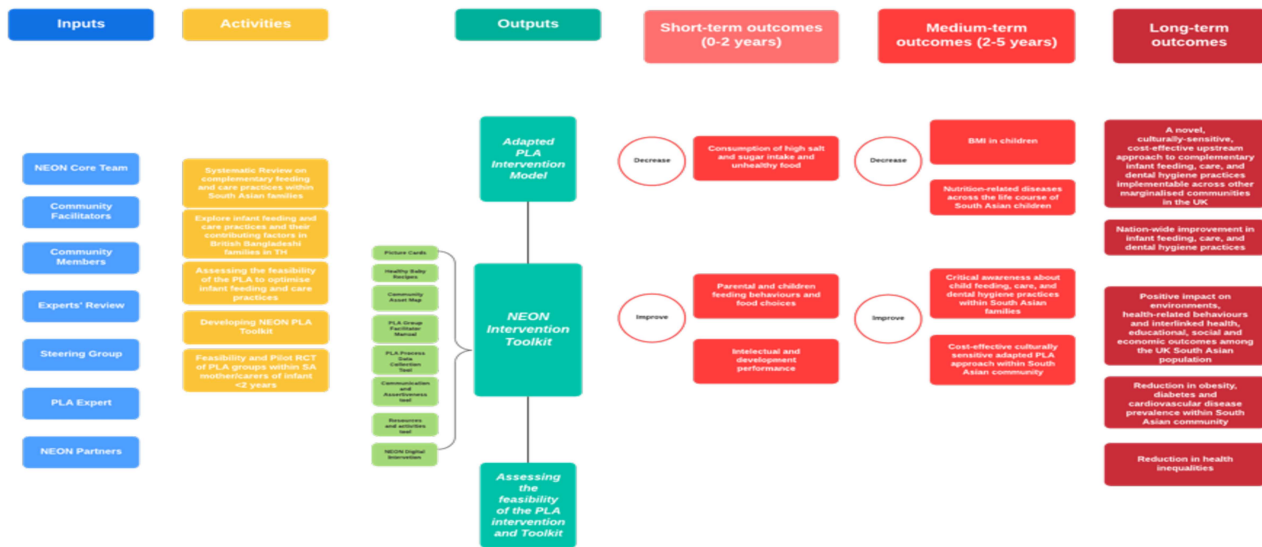 Inputs
Activities
Outputs
Short-term outcomes
(0-2 years)
Medium-term
outcomes (2-5 years)
Long-term
outcomes
NEON Core Team
Community
Facilitators
Community
Members
Experts' Review
Steering Group
PLA Expert
NEON Partners
Systematic Review on
complementary feeding
and care practices within
South Asian families
Explore infant feeding and
care practices and their
contributing factors in
British Bangladeshi
families in TH
Assessing the feasibility
of the PLA to optimise
infant feeding and care
practices
Developing NEON PLA
Toolkit
Feasibility and Pilot RCT
of PLA groups within SA
mother/carers of infant
<2 years
Picture Cards
Healthy Baby
Recipes
Community
Asset Map
PLA Group
Facilitator
Manual
PLA Process
Data
Collection
Tool
Communication
and
Assertiveness
tool
Resources
and activities
tool
NEON Digital
Intervention
Adapted
PLA
Intervention
Model
NEON
Intervention
Toolkit
Assessing
the
feasibility
of the PLA
intervention
and Toolkit
Decrease
Consumption of high salt
and sugar intake and
unhealthy food
Improve
Parental and children
feeding behaviours and
food choices
Intelectual and
development
performance
Decrease
BMI in children
Nutrition-related diseases
across the life course of
South Asian children
Improve
Critical awareness about
child feeding, care, and
dental hygiene practices
within South Asian
families
Cost-effective culturally
sensitive adapted PLA
approach within South
Asian community
A novel,
culturally-sensitive,
cost-effective upstream
approach to complementary
infant feeding, care, and
dental hygiene practices
implementable across other
marginalised communities
in the UK
Nation-wide improvement in
infant feeding, care, and
dental hygiene practices
Positive impact on
environments,
health-related behaviours
and interlinked health,
educational, social and
economic outcomes among
the UK South Asian
population
Reduction in obesity,
diabetes and
cardiovascular disease
prevalence within South
Asian community
Reduction in health
inequalities